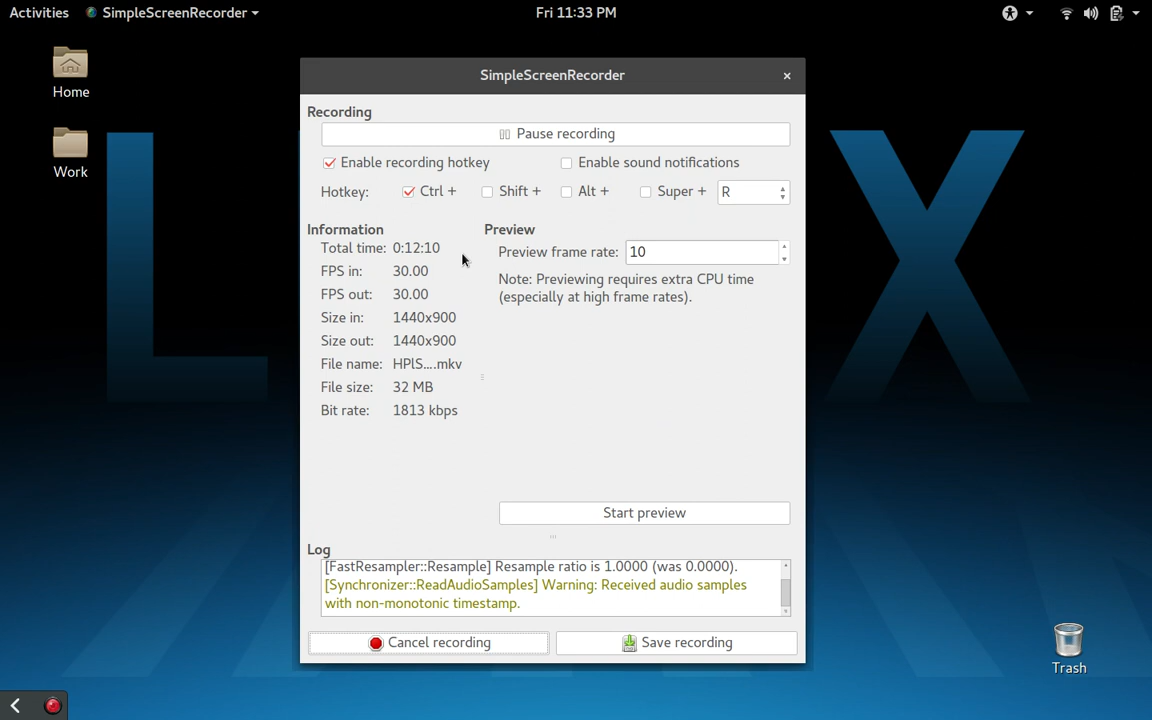 Activities SimpleScreenRecorder Fri 11:33 PM
Home
Work
L X
SimpleScreenRecorder ×
Recording
Pause recording
Enable recording hotkey Enable sound notifications
Hotkey: Ctrl + Shift + Alt + Super + R
Information
Total time: 0:12:10
FPS in: 30.00
FPS out: 30.00
Size in: 1440x900
Size out: 1440x900
File name: HPlS....mkv
File size: 32 MB
Bit rate: 1813 kbps
Preview
Preview frame rate: 10
Note: Previewing requires extra CPU time
(especially at high frame rates).
Start preview
Log
[FastResampler::Resample] Resample ratio is 1.0000 (was 0.0000).
[Synchronizer::ReadAudioSamples] Warning: Received audio samples
with non-monotonic timestamp.
Cancel recording Save recording
Trash